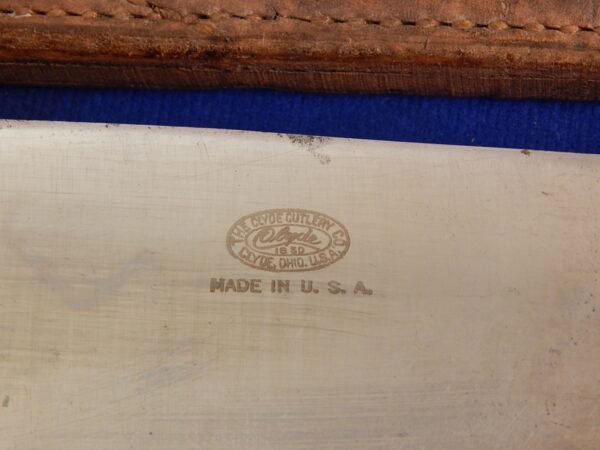 THE CLYDE CUTLERY CO.
Clyde
1850
CLYDE, OHIO, U.S.A.
MADE IN U. S. A.